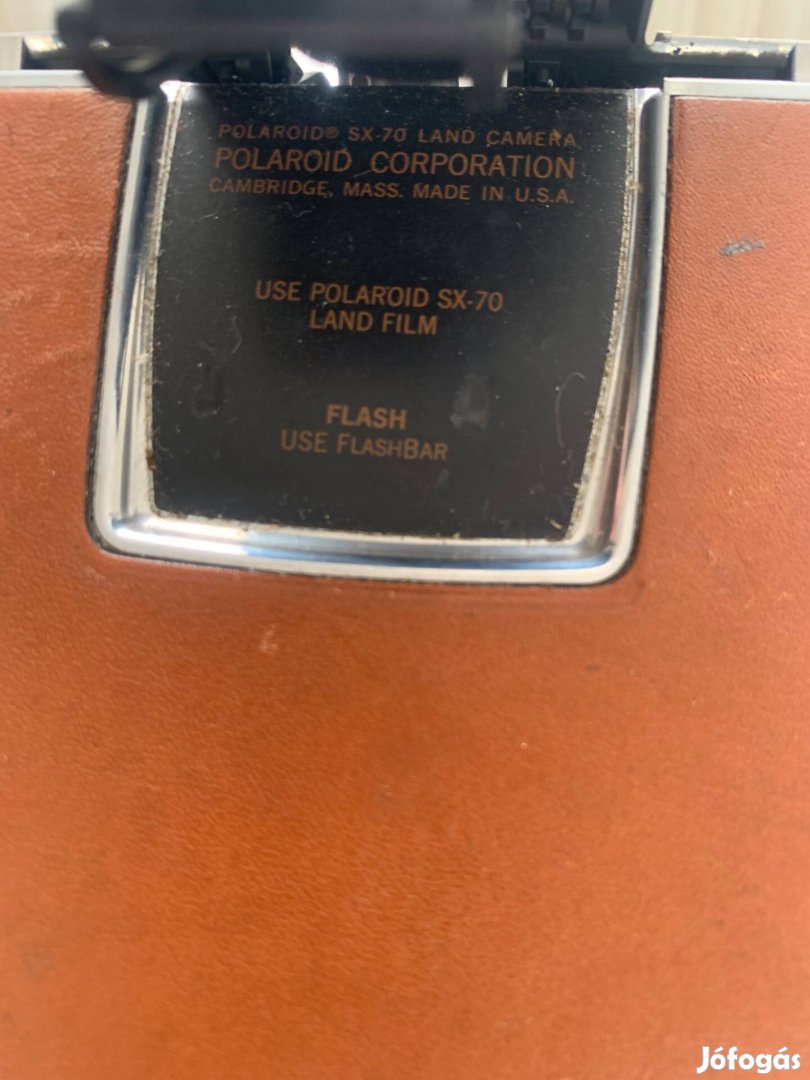 POLAROID® SX-70 LAND CAMERA
POLAROID CORPORATION
CAMBRIDGE, MASS. MADE IN U.S.A.
USE POLAROID SX-70
LAND FILM
FLASH
USE FLASHBAR
Jófogás